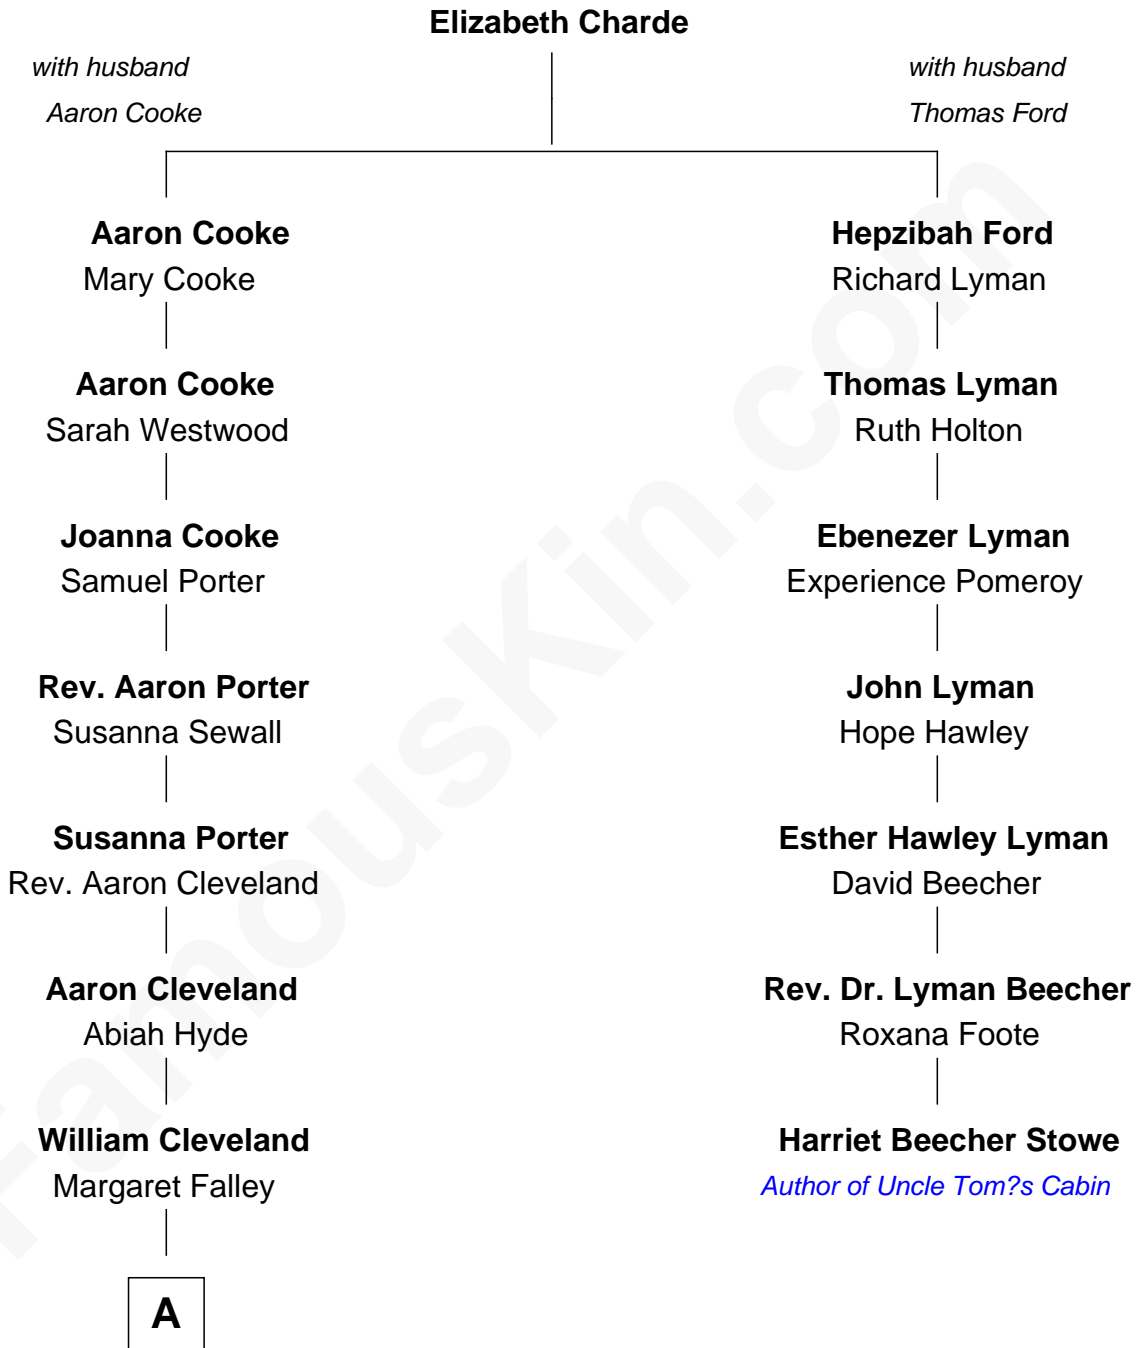 Elizabeth Charde
with husband
Aaron Cooke
with husband
Thomas Ford
Aaron Cooke
Mary Cooke
Hepzibah Ford
Richard Lyman
Aaron Cooke
Sarah Westwood
Thomas Lyman
Ruth Holton
Joanna Cooke
Samuel Porter
Ebenezer Lyman
Experience Pomeroy
Rev. Aaron Porter
Susanna Sewall
John Lyman
Hope Hawley
Susanna Porter
Rev. Aaron Cleveland
Esther Hawley Lyman
David Beecher
Aaron Cleveland
Abiah Hyde
Rev. Dr. Lyman Beecher
Roxana Foote
William Cleveland
Margaret Falley
Harriet Beecher Stowe
Author of Uncle Tom?s Cabin
A
FamousKin.com